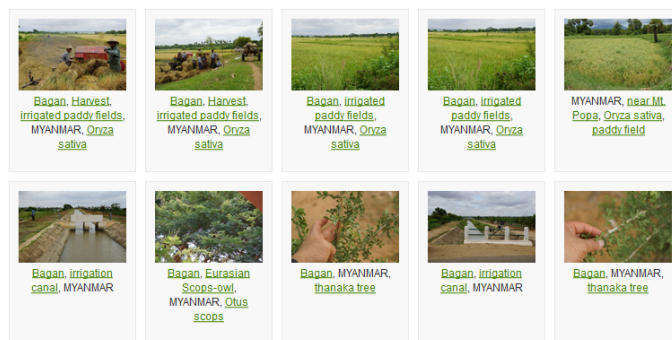 Bagan, Harvest,
irrigated paddy fields,
MYANMAR, Oryza
sativa
Bagan, Harvest,
irrigated paddy fields,
MYANMAR, Oryza
sativa
Bagan, irrigated
paddy fields,
MYANMAR, Oryza
sativa
Bagan, irrigated
paddy fields,
MYANMAR, Oryza
sativa
MYANMAR, near Mt
Popa, Oryza sativa,
paddy field
Bagan, irrigation
canal, MYANMAR
Bagan, Eurasian
Scops-owl,
MYANMAR, Otus
scops
Bagan, MYANMAR,
thanaka tree
Bagan, irrigation
canal, MYANMAR
Bagan, MYANMAR,
thanaka tree